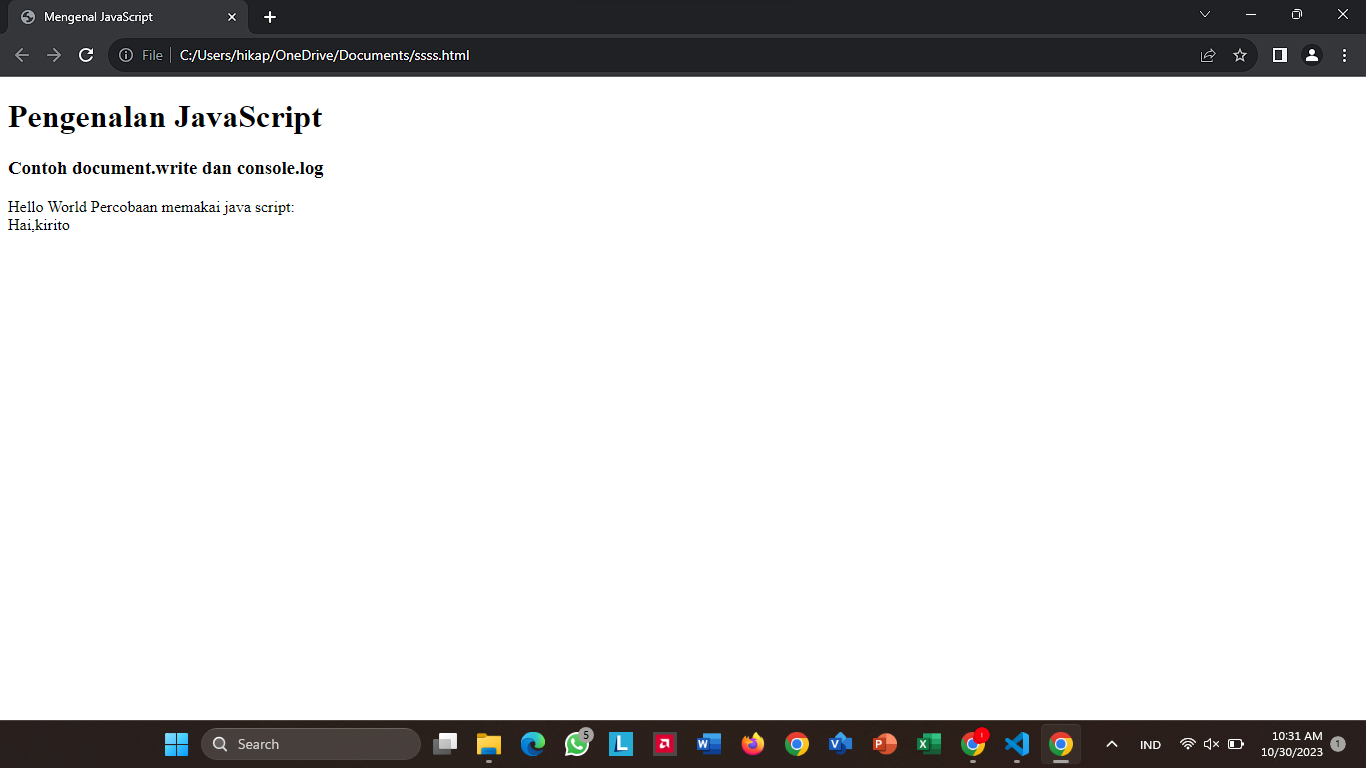 Mengenal JavaScript
File C:/Users/hikap/OneDrive/Documents/ssss.html
Pengenalan JavaScript
Contoh document.write dan console.log
Hello World Percobaan memakai java script:
Hai,kirito
Search
5
L
W
V
P
X
IND
10:31 AM
10/30/2023
1